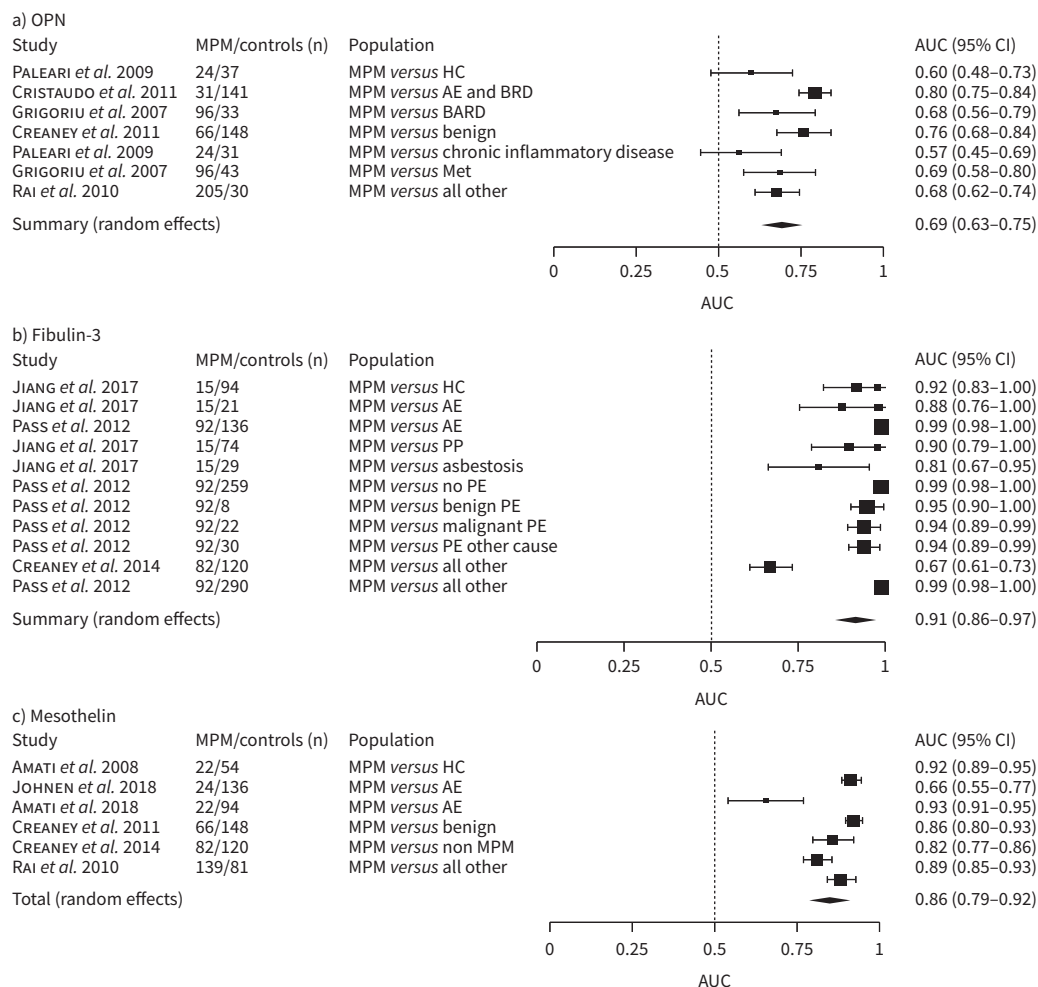 a) OPN
Study MPM/controls (n) Population AUC (95% CI)
Paleari et al. 2009 24/37 MPM versus HC 0.60 (0.48–0.73)
Cristaudo et al. 2011 31/141 MPM versus AE and BRD 0.80 (0.75–0.84)
Grigoriu et al. 2007 96/33 MPM versus BARD 0.68 (0.56–0.79)
Creaney et al. 2011 66/148 MPM versus benign 0.76 (0.68–0.84)
Paleari et al. 2009 24/31 MPM versus chronic inflammatory disease 0.57 (0.45–0.69)
Grigoriu et al. 2007 96/43 MPM versus Met 0.69 (0.58–0.80)
Rai et al. 2010 205/30 MPM versus all other 0.68 (0.62–0.74)
Summary (random effects) 0.69 (0.63–0.75)
0 0.25 0.5 0.75 1
AUC
b) Fibulin-3
Study MPM/controls (n) Population AUC (95% CI)
Jiang et al. 2017 15/94 MPM versus HC 0.92 (0.83–1.00)
Jiang et al. 2017 15/21 MPM versus AE 0.88 (0.76–1.00)
Pass et al. 2012 92/136 MPM versus AE 0.99 (0.98–1.00)
Jiang et al. 2017 15/74 MPM versus PP 0.90 (0.79–1.00)
Jiang et al. 2017 15/29 MPM versus asbestosis 0.81 (0.67–0.95)
Pass et al. 2012 92/259 MPM versus no PE 0.99 (0.98–1.00)
Pass et al. 2012 92/8 MPM versus benign PE 0.95 (0.90–1.00)
Pass et al. 2012 92/22 MPM versus malignant PE 0.94 (0.89–0.99)
Pass et al. 2012 92/30 MPM versus PE other cause 0.94 (0.89–0.99)
Creaney et al. 2014 82/120 MPM versus all other 0.67 (0.61–0.73)
Pass et al. 2012 92/290 MPM versus all other 0.99 (0.98–1.00)
Summary (random effects) 0.91 (0.86–0.97)
0 0.25 0.5 0.75 1
AUC
c) Mesothelin
Study MPM/controls (n) Population AUC (95% CI)
Amati et al. 2008 22/54 MPM versus HC 0.92 (0.89–0.95)
Johnen et al. 2018 24/136 MPM versus AE 0.66 (0.55–0.77)
Amati et al. 2018 22/94 MPM versus AE 0.93 (0.91–0.95)
Creaney et al. 2011 66/148 MPM versus benign 0.86 (0.80–0.93)
Creaney et al. 2014 82/120 MPM versus non MPM 0.82 (0.77–0.86)
Rai et al. 2010 139/81 MPM versus all other 0.89 (0.85–0.93)
Total (random effects) 0.86 (0.79–0.92)
0 0.25 0.5 0.75 1
AUC